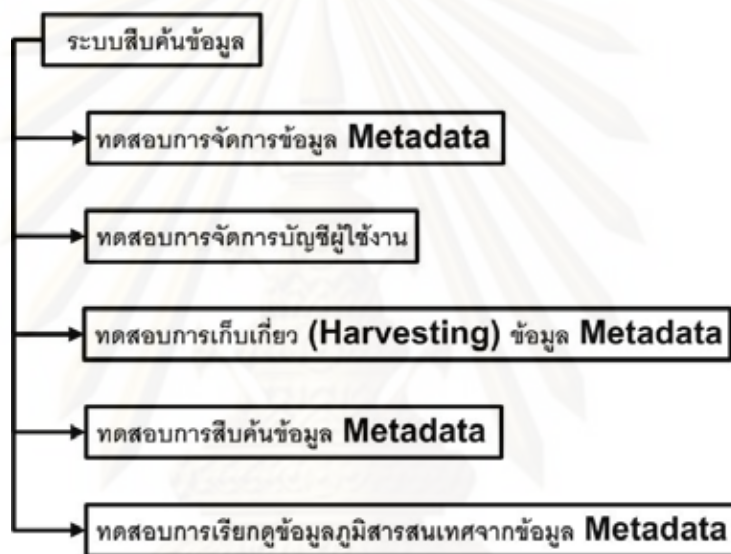 ระบบสืบค้นข้อมูล
ทดสอบการจัดการข้อมูล Metadata
ทดสอบการจัดการบัญชีผู้ใช้งาน
ทดสอบการเก็บเกี่ยว (Harvesting) ข้อมูล Metadata
ทดสอบการสืบค้นข้อมูล Metadata
ทดสอบการเรียกดูข้อมูลภูมิสารสนเทศจากข้อมูล Metadata